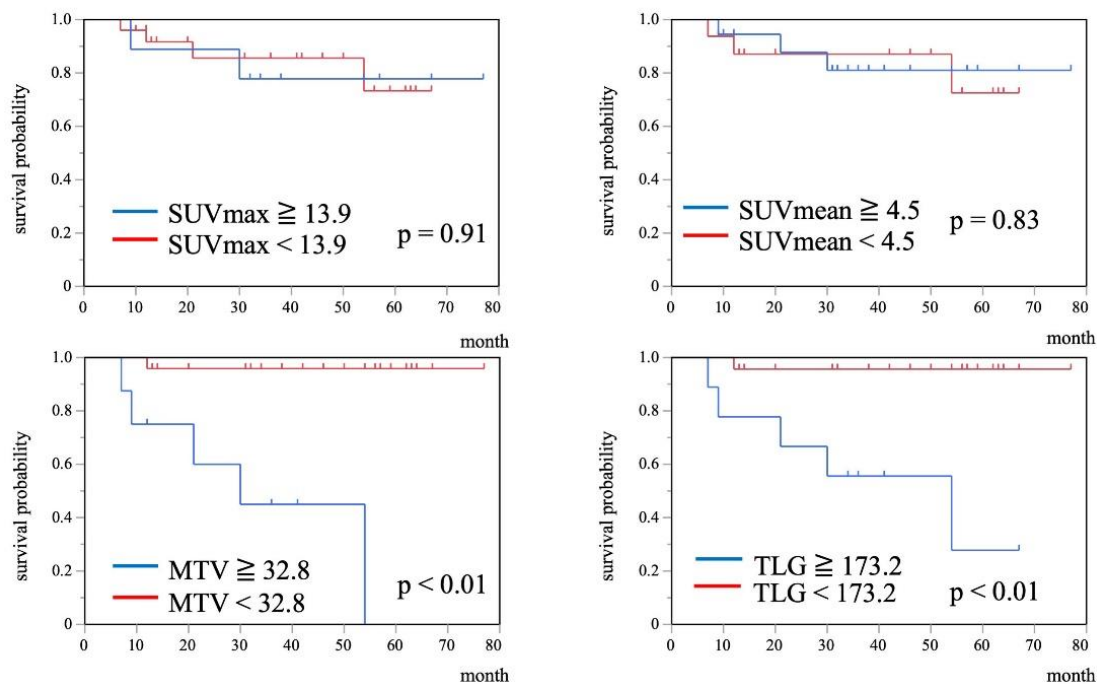 survival probability
1.0
0.8
0.6
0.4
0.2
0
SUVmax ≧ 13.9
SUVmax < 13.9
p = 0.91
0 10 20 30 40 50 60 70 80
month
survival probability
1.0
0.8
0.6
0.4
0.2
0
SUVmean ≧ 4.5
SUVmean < 4.5
p = 0.83
0 10 20 30 40 50 60 70 80
month
survival probability
1.0
0.8
0.6
0.4
0.2
0
MTV ≧ 32.8
MTV < 32.8
p < 0.01
0 10 20 30 40 50 60 70 80
month
survival probability
1.0
0.8
0.6
0.4
0.2
0
TLG ≧ 173.2
TLG < 173.2
p < 0.01
0 10 20 30 40 50 60 70 80
month